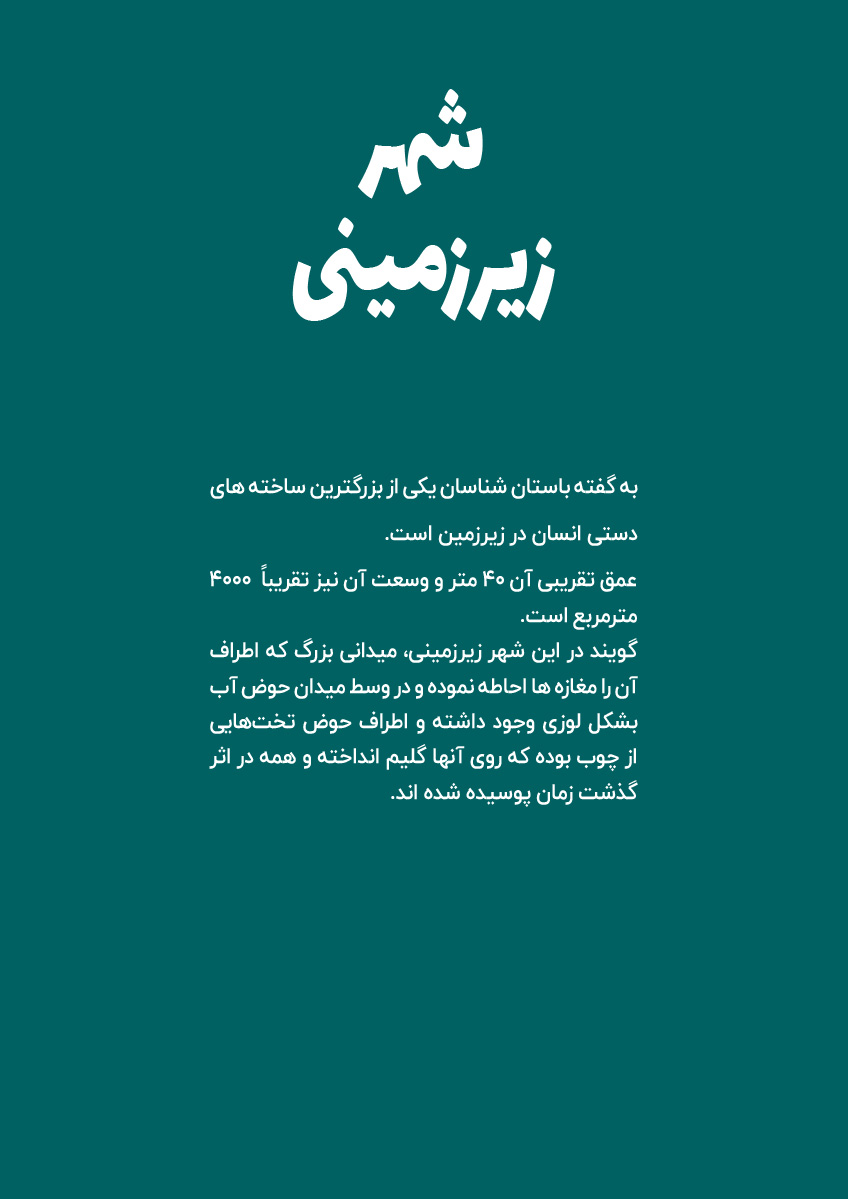 شهر
زیرزمینی
به گفته باستان شناسان یکی از بزرگترین ساخته های
دستی انسان در زیرزمین است.
عمق تقریبی آن ۴۰ متر و وسعت آن نیز تقریباً ۴۰۰۰
مترمربع است.
گویند در این شهر زیرزمینی، میدانی بزرگ که اطراف
آن را مغازه ها احاطه نموده و در وسط میدان حوض آب
بشکل لوزی وجود داشته و اطراف حوض تخت‌هایی
از چوب بوده که روی آنها گلیم انداخته و همه در اثر
گذشت زمان پوسیده شده اند.